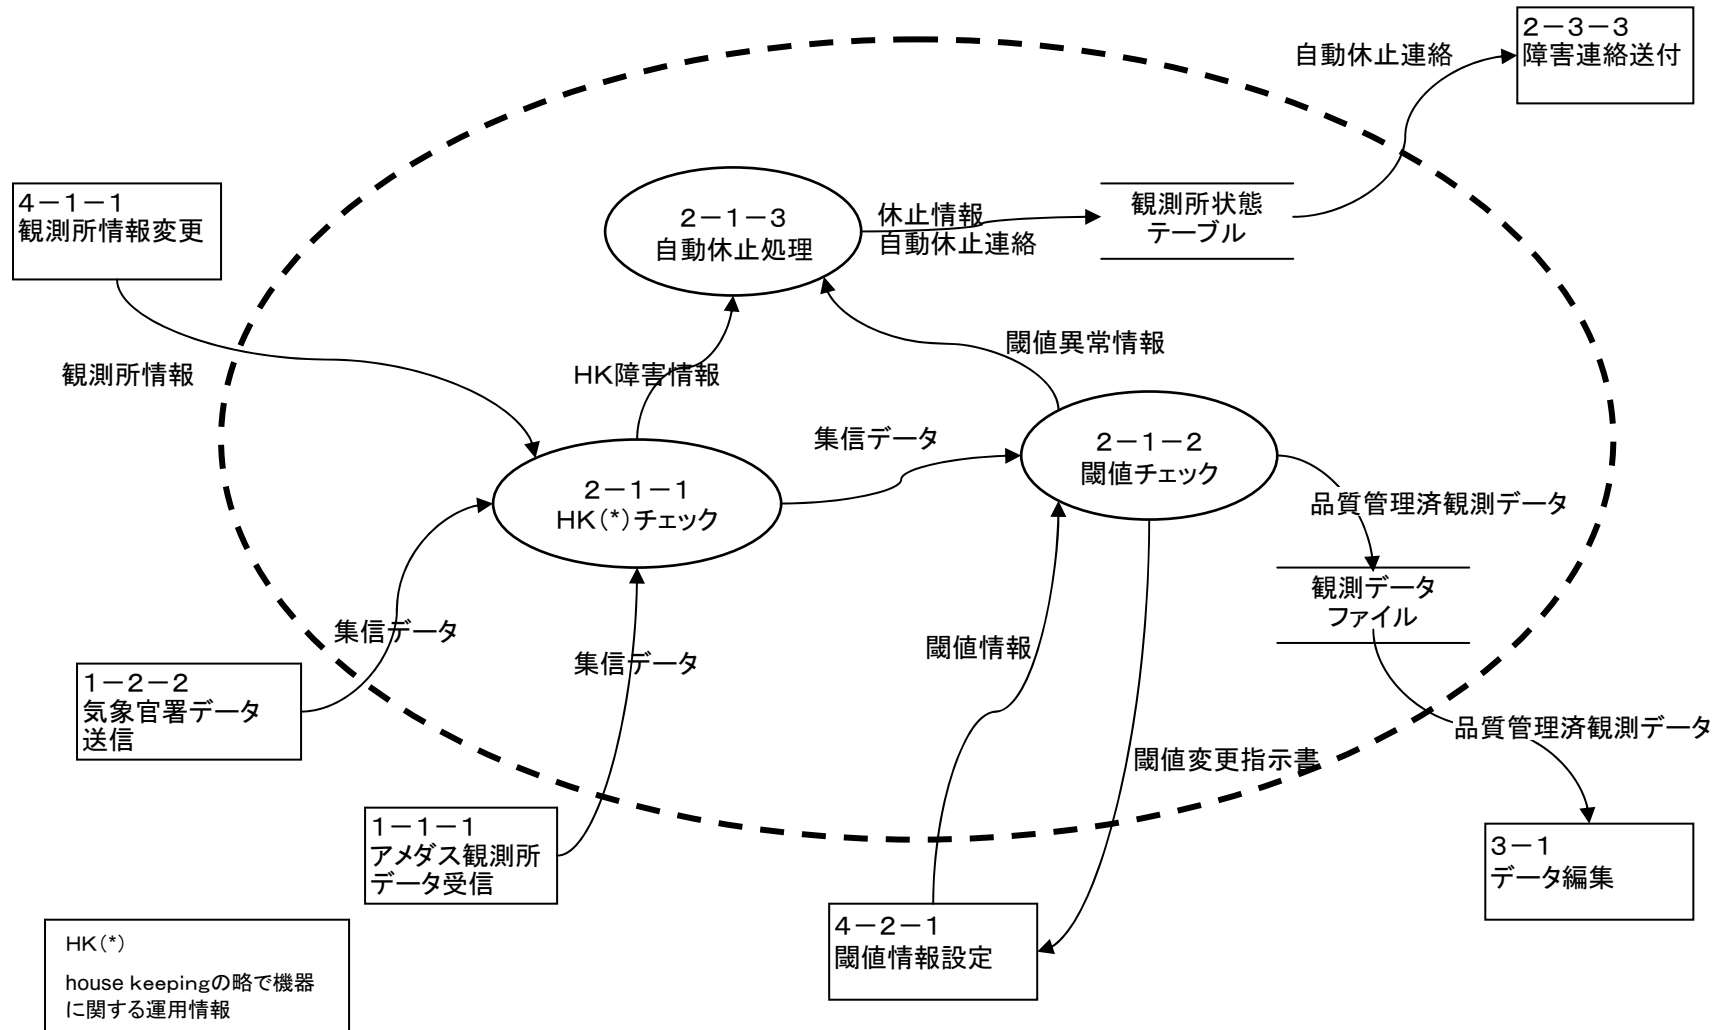 2－3－3
障害連絡送付
自動休止連絡
4－1－1
観測所情報変更
2－1－3
自動休止処理
休止情報
自動休止連絡
観測所状態
テーブル
観測所情報
HK障害情報
閾値異常情報
集信データ
2－1－2
閾値チェック
2－1－1
HK(*)チェック
品質管理済観測データ
観測データ
ファイル
集信データ
集信データ
閾値情報
1－2－2
気象官署データ
送信
品質管理済観測データ
閾値変更指示書
1－1－1
アメダス観測所
データ受信
3－1
データ編集
4－2－1
閾値情報設定
HK(*)
house keepingの略で機器
に関する運用情報